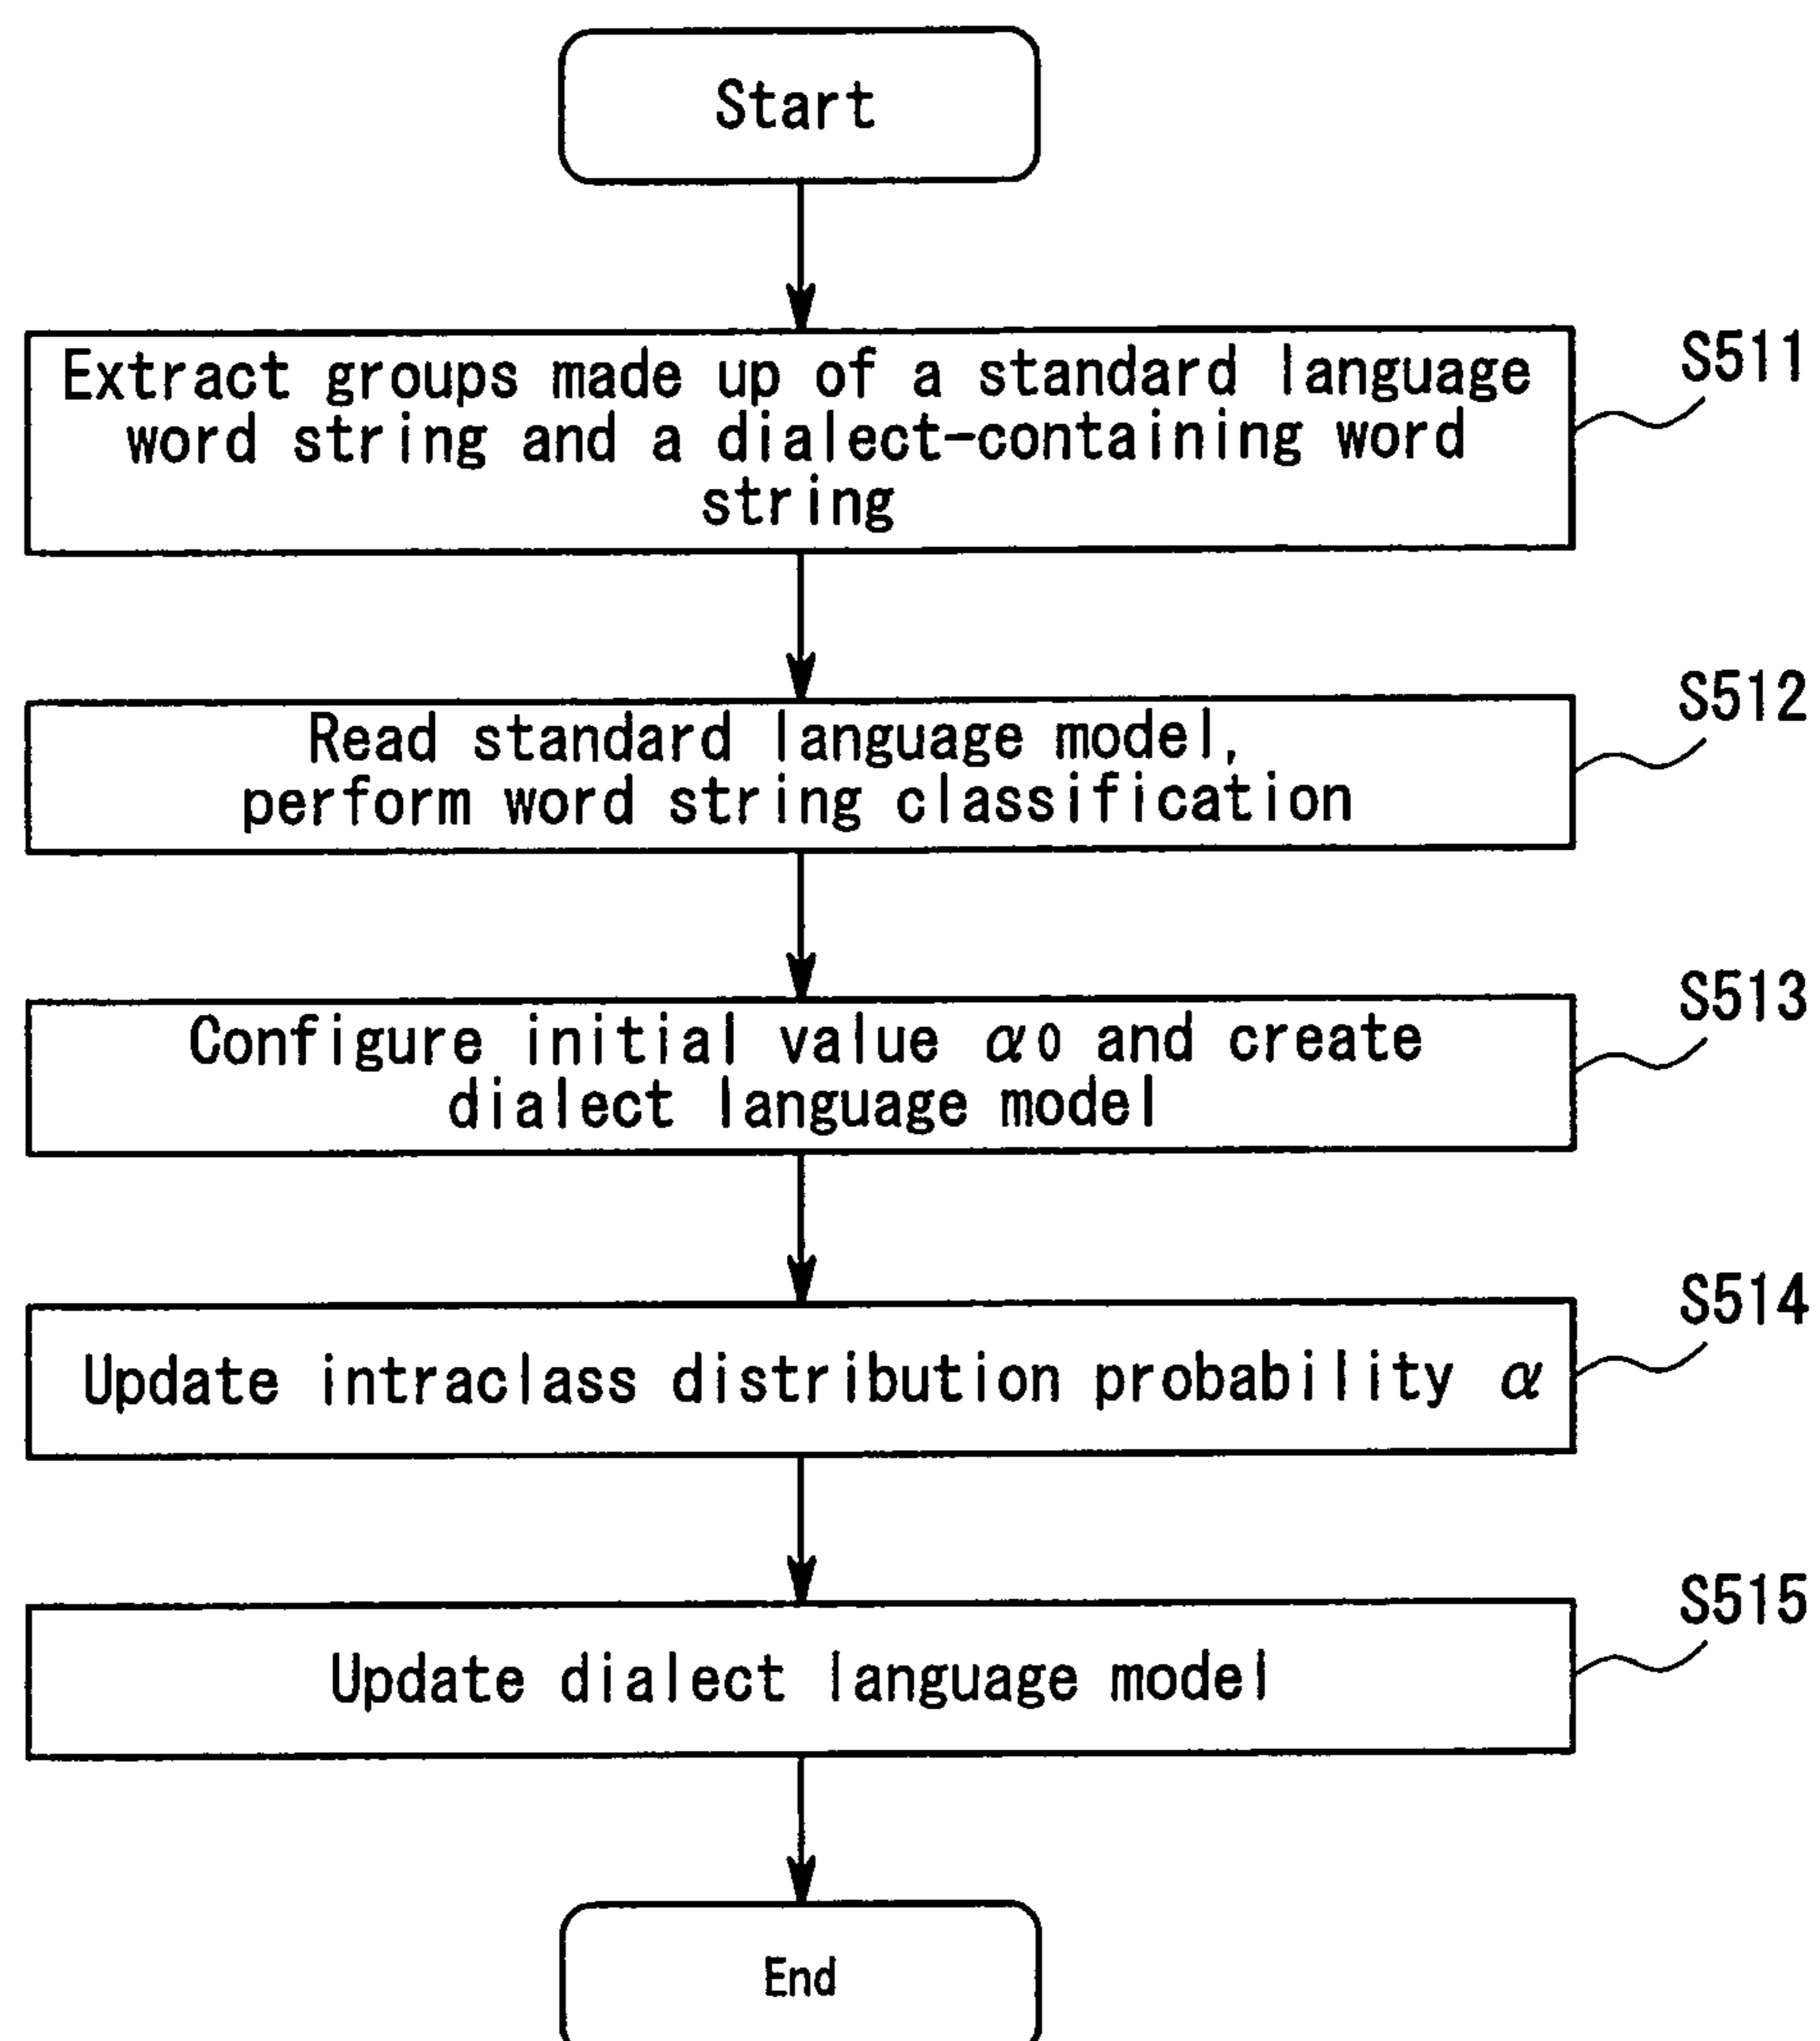 Start
Extract groups made up of a standard language
word string and a dialect-containing word
string
S511
Read standard language model,
perform word string classification
S512
Configure initial value α0 and create
dialect language model
S513
Update intraclass distribution probability α
S514
Update dialect language model
S515
End